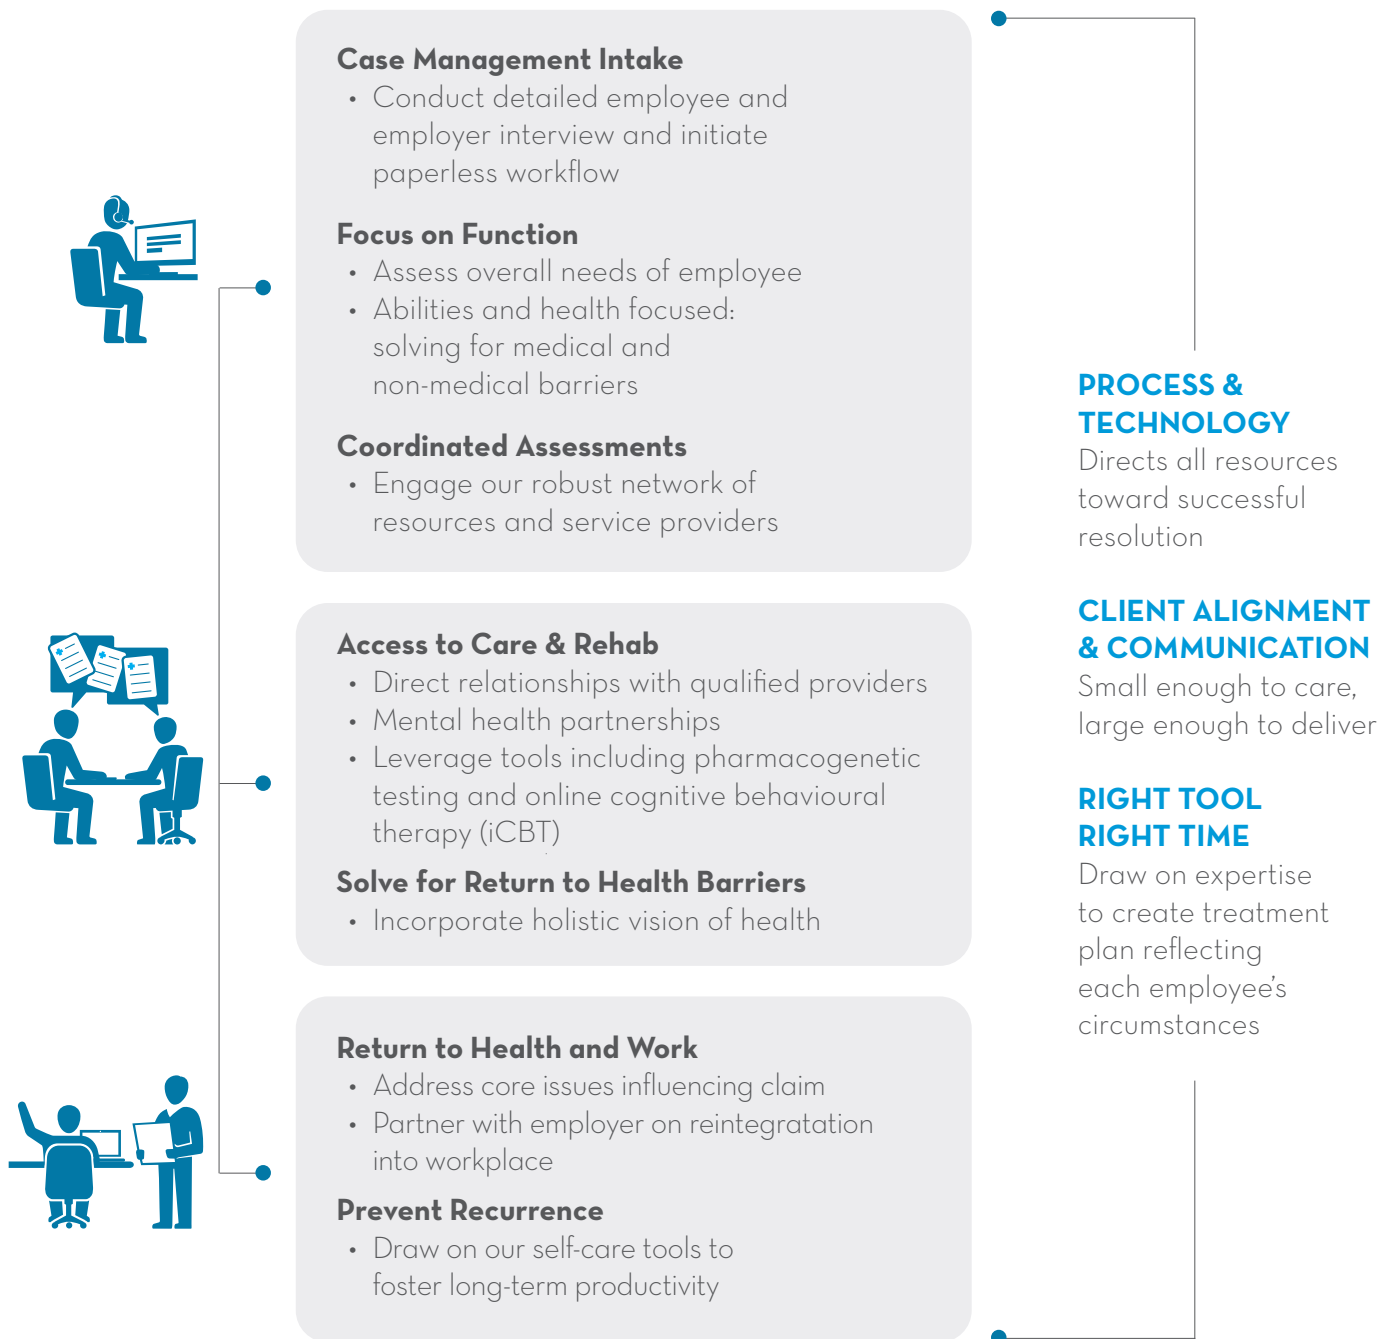 Case Management Intake
• Conduct detailed employee and
employer interview and initiate
paperless workflow
Focus on Function
• Assess overall needs of employee
• Abilities and health focused:
solving for medical and
non-medical barriers
Coordinated Assessments
• Engage our robust network of
resources and service providers
Access to Care & Rehab
• Direct relationships with qualified providers
• Mental health partnerships
• Leverage tools including pharmacogenetic
testing and online cognitive behavioural
therapy (iCBT)
Solve for Return to Health Barriers
• Incorporate holistic vision of health
Return to Health and Work
• Address core issues influencing claim
• Partner with employer on reintegratation
into workplace
Prevent Recurrence
• Draw on our self-care tools to
foster long-term productivity
PROCESS &
TECHNOLOGY
Directs all resources
toward successful
resolution
CLIENT ALIGNMENT
& COMMUNICATION
Small enough to care,
large enough to deliver
RIGHT TOOL
RIGHT TIME
Draw on expertise
to create treatment
plan reflecting
each employee's
circumstances